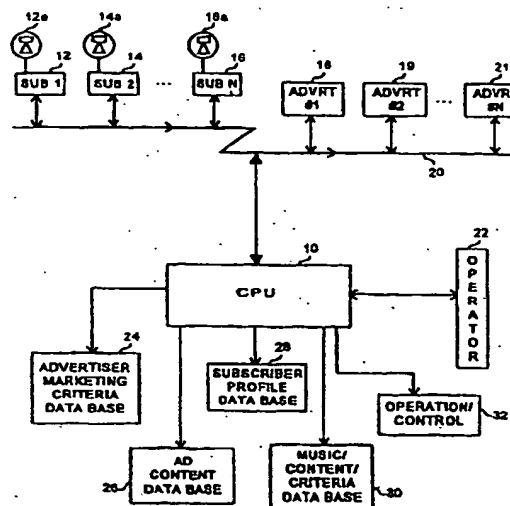 12a 14a 16a
12 14 16
SUB 1 SUB 2 ... SUB N
18 19 21
ADVRT #1 ADVRT #2 ... ADVRT #N
20
10
CPU
22
OPERATOR
24
ADVERTISER MARKETING CRITERIA DATA BASE
28
SUBSCRIBER PROFILE DATA BASE
OPERATION/ CONTROL
32
26
AD CONTENT DATA BASE
MUSIC/ CONTENT/ CRITERIA DATA BASE
30